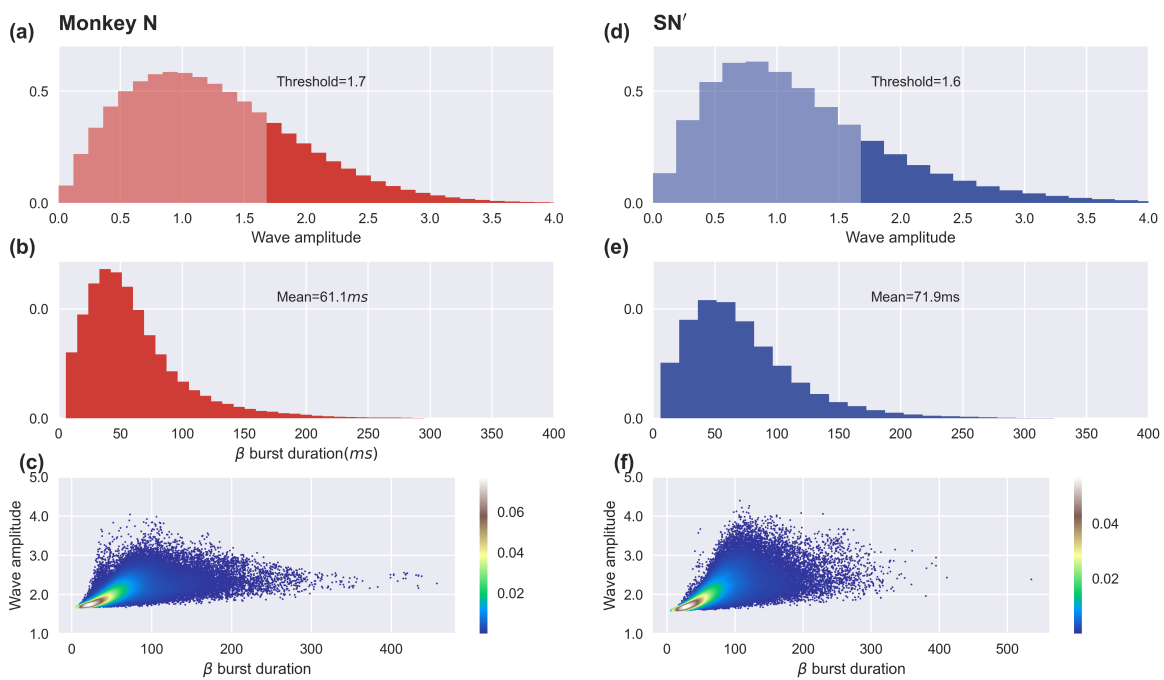 Monkey N
SN′
(a)
(d)
Threshold=1.7
Threshold=1.6
0.5
0.0
0.5
0.0
0.0 0.5 1.0 1.5 2.0 2.5 3.0 3.5 4.0
0.0 0.5 1.0 1.5 2.0 2.5 3.0 3.5 4.0
Wave amplitude
Wave amplitude
(b)
(e)
Mean=61.1ms
Mean=71.9ms
0.0
0.0
0.0
0.0
0 50 100 150 200 250 300 350 400
0 50 100 150 200 250 300 350 400
β burst duration(ms)
(c)
(f)
Wave amplitude
5.0
4.0
3.0
2.0
1.0
0 100 200 300 400
β burst duration
0.06
0.04
0.02
Wave amplitude
5.0
4.0
3.0
2.0
1.0
0 100 200 300 400 500
β burst duration
0.04
0.02